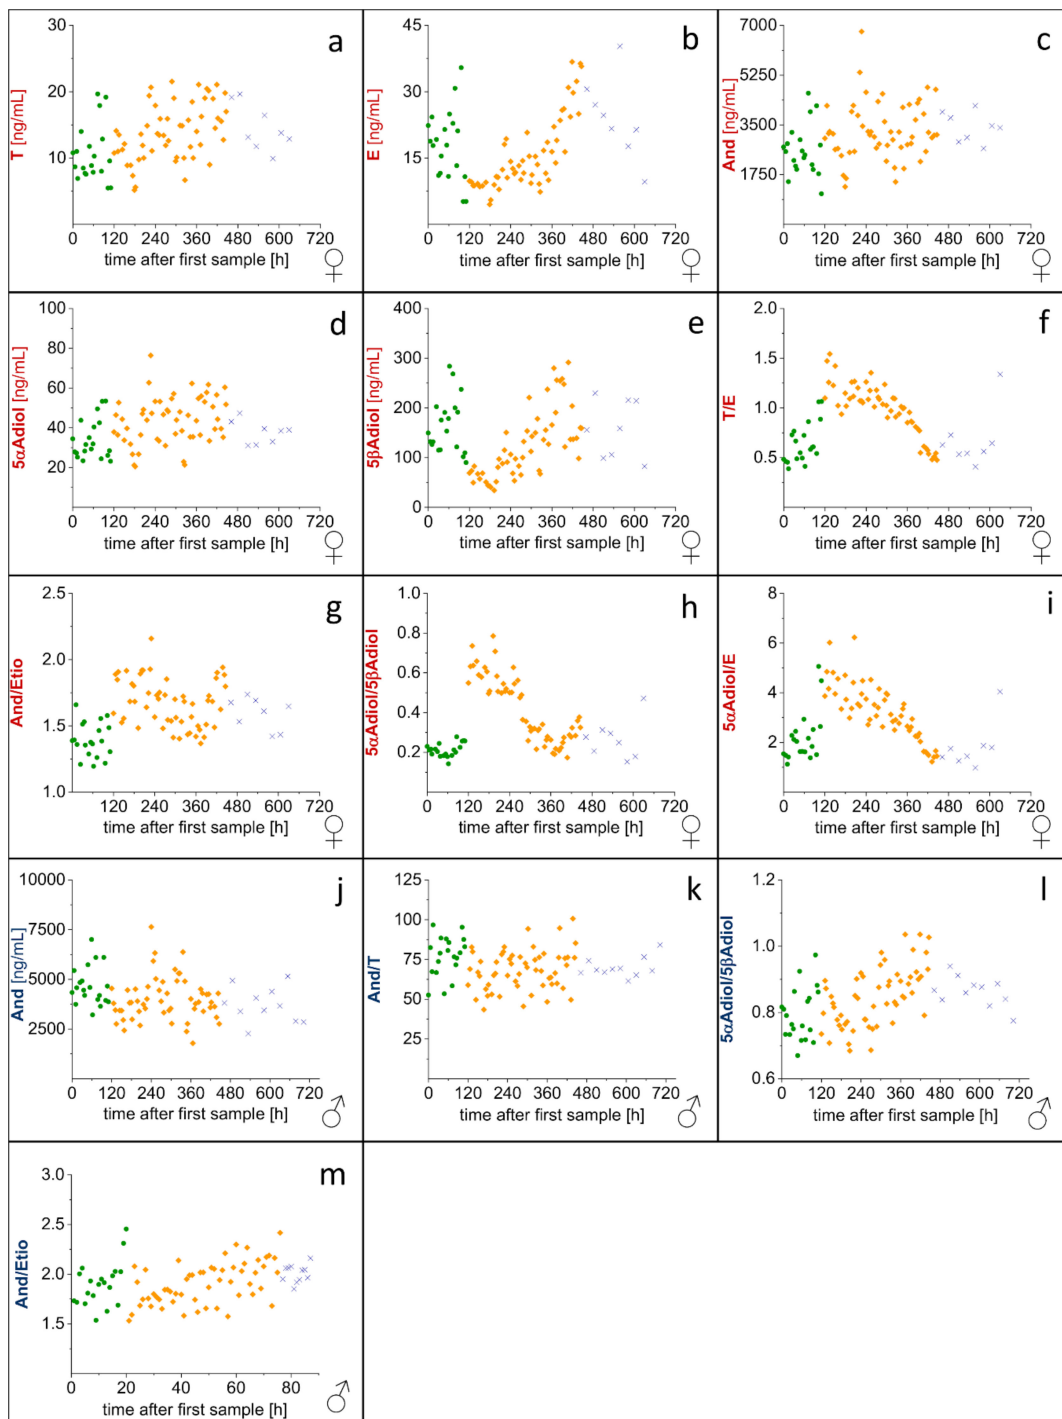 a
T [ng/mL]
30
20
10
0 120 240 360 480 600 720
time after first sample [h] ♀
b
E [ng/mL]
45
30
15
0 120 240 360 480 600 720
time after first sample [h] ♀
c
And [ng/mL]
7000
5250
3500
1750
0 120 240 360 480 600 720
time after first sample [h] ♀
d
5αAdiol [ng/mL]
100
80
60
40
20
0 120 240 360 480 600 720
time after first sample [h] ♀
e
5βAdiol [ng/mL]
400
300
200
100
0
0 120 240 360 480 600 720
time after first sample [h] ♀
f
T/E
2.0
1.5
1.0
0.5
0 120 240 360 480 600 720
time after first sample [h] ♀
g
And/Etio
2.5
2.0
1.5
1.0
0 120 240 360 480 600 720
time after first sample [h] ♀
h
5αAdiol/5βAdiol
1.0
0.8
0.6
0.4
0.2
0 120 240 360 480 600 720
time after first sample [h] ♀
i
5αAdiol/E
8
6
4
2
0 120 240 360 480 600 720
time after first sample [h] ♀
j
And [ng/mL]
10000
7500
5000
2500
0 120 240 360 480 600 720
time after first sample [h] ♂
k
And/T
125
100
75
50
25
0 120 240 360 480 600 720
time after first sample [h] ♂
l
5αAdiol/5βAdiol
1.2
1.0
0.8
0.6
0 120 240 360 480 600 720
time after first sample [h] ♂
m
And/Etio
3.0
2.5
2.0
1.5
0 20 40 60 80
time after first sample [h] ♂